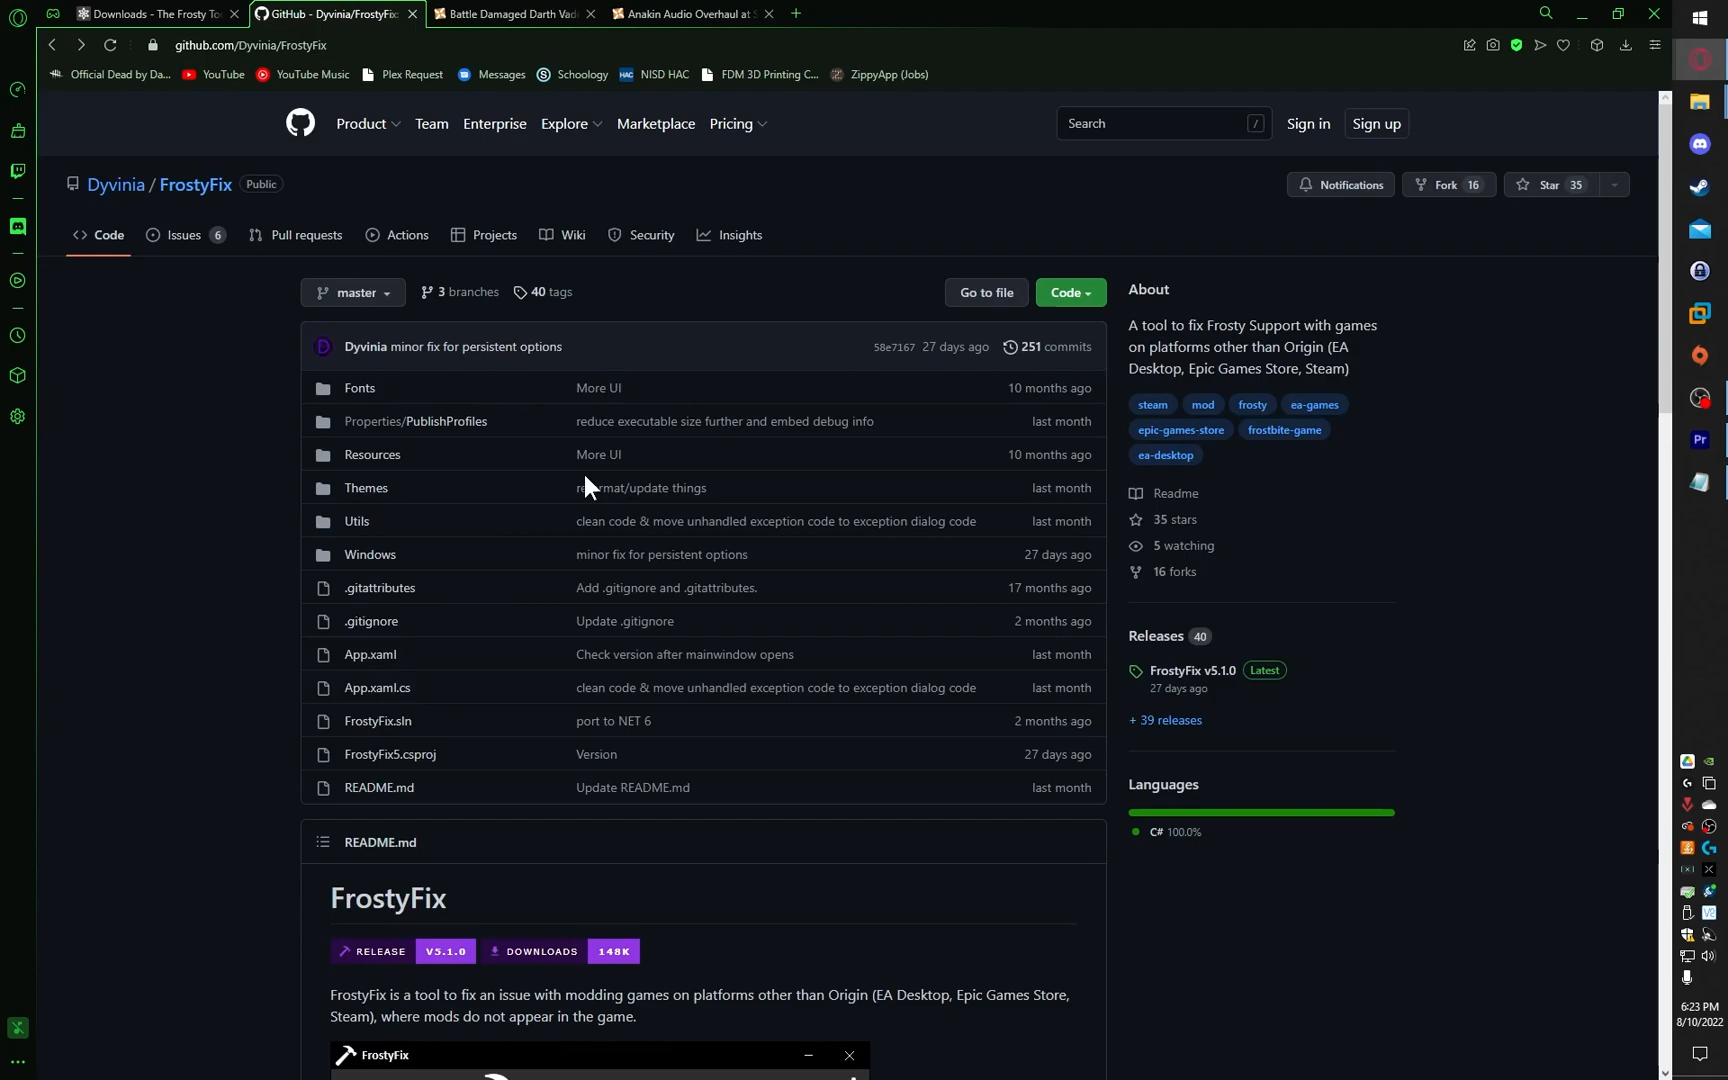 Downloads - The Frosty To
GitHub - Dyvinia/FrostyFix
Battle Damaged Darth Vad
Anakin Audio Overhaul at S
github.com/Dyvinia/FrostyFix
Official Dead by Da...
YouTube
YouTube Music
Plex Request
Messages
Schoology
HAC NISD HAC
FDM 3D Printing C...
ZippyApp (Jobs)
Product
Team
Enterprise
Explore
Marketplace
Pricing
Search /
Sign in
Sign up
Dyvinia / FrostyFix Public
Notifications
Fork 16
Star 35
Code
Issues 6
Pull requests
Actions
Projects
Wiki
Security
Insights
master
3 branches
40 tags
Go to file
Code
Dyvinia minor fix for persistent options 58e7167 27 days ago 251 commits
Fonts More UI 10 months ago
Properties/PublishProfiles reduce executable size further and embed debug info last month
Resources More UI 10 months ago
Themes rmat/update things last month
Utils clean code & move unhandled exception code to exception dialog code last month
Windows minor fix for persistent options 27 days ago
.gitattributes Add .gitignore and .gitattributes. 17 months ago
.gitignore Update .gitignore 2 months ago
App.xaml Check version after mainwindow opens last month
App.xaml.cs clean code & move unhandled exception code to exception dialog code last month
FrostyFix.sln port to NET 6 2 months ago
FrostyFix5.csproj Version 27 days ago
README.md Update README.md last month
README.md
FrostyFix
RELEASE V5.1.0 DOWNLOADS 148K
FrostyFix is a tool to fix an issue with modding games on platforms other than Origin (EA Desktop, Epic Games Store,
Steam), where mods do not appear in the game.
FrostyFix
About
A tool to fix Frosty Support with games
on platforms other than Origin (EA
Desktop, Epic Games Store, Steam)
steam mod frosty ea-games
epic-games-store frostbite-game
ea-desktop
Readme
35 stars
5 watching
16 forks
Releases 40
FrostyFix v5.1.0 Latest
27 days ago
+ 39 releases
Languages
C# 100.0%
Pr
6:23 PM
8/10/2022